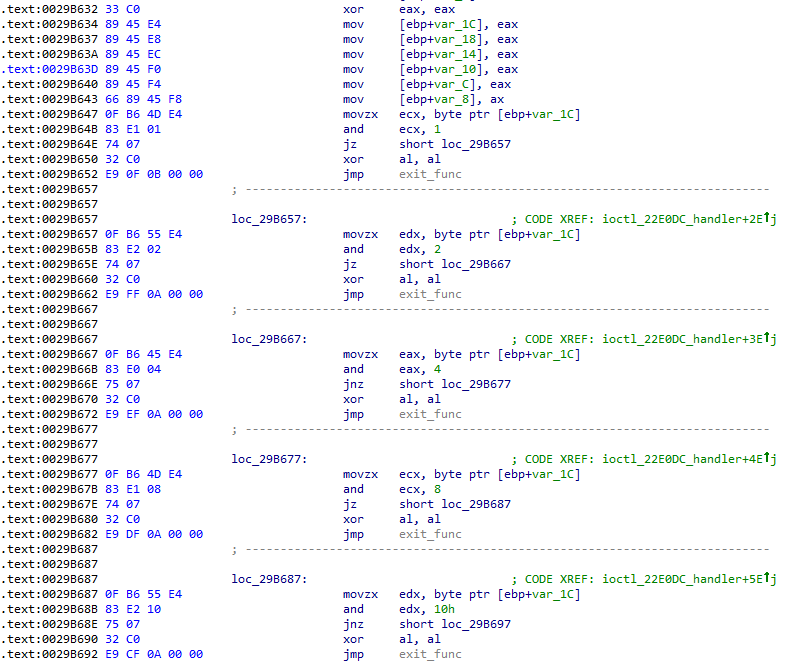 .text:0029B632 33 C0 xor eax, eax
.text:0029B634 89 45 E4 mov [ebp+var_1C], eax
.text:0029B637 89 45 E8 mov [ebp+var_18], eax
.text:0029B63A 89 45 EC mov [ebp+var_14], eax
.text:0029B63D 89 45 F0 mov [ebp+var_10], eax
.text:0029B640 89 45 F4 mov [ebp+var_C], eax
.text:0029B643 66 89 45 F8 mov [ebp+var_8], ax
.text:0029B647 0F B6 4D E4 movzx ecx, byte ptr [ebp+var_1C]
.text:0029B64B 83 E1 01 and ecx, 1
.text:0029B64E 74 07 jz short loc_29B657
.text:0029B650 32 C0 xor al, al
.text:0029B652 E9 0F 0B 00 00 jmp exit_func
.text:0029B657 ; ---------------------------------------------------------------------------
.text:0029B657
.text:0029B657 loc_29B657: ; CODE XREF: ioctl_22E0DC_handler+2E↑j
.text:0029B657 0F B6 55 E4 movzx edx, byte ptr [ebp+var_1C]
.text:0029B65B 83 E2 02 and edx, 2
.text:0029B65E 74 07 jz short loc_29B667
.text:0029B660 32 C0 xor al, al
.text:0029B662 E9 FF 0A 00 00 jmp exit_func
.text:0029B667 ; ---------------------------------------------------------------------------
.text:0029B667
.text:0029B667 loc_29B667: ; CODE XREF: ioctl_22E0DC_handler+3E↑j
.text:0029B667 0F B6 45 E4 movzx eax, byte ptr [ebp+var_1C]
.text:0029B66B 83 E0 04 and eax, 4
.text:0029B66E 75 07 jnz short loc_29B677
.text:0029B670 32 C0 xor al, al
.text:0029B672 E9 EF 0A 00 00 jmp exit_func
.text:0029B677 ; ---------------------------------------------------------------------------
.text:0029B677
.text:0029B677 loc_29B677: ; CODE XREF: ioctl_22E0DC_handler+4E↑j
.text:0029B677 0F B6 4D E4 movzx ecx, byte ptr [ebp+var_1C]
.text:0029B67B 83 E1 08 and ecx, 8
.text:0029B67E 74 07 jz short loc_29B687
.text:0029B680 32 C0 xor al, al
.text:0029B682 E9 DF 0A 00 00 jmp exit_func
.text:0029B687 ; ---------------------------------------------------------------------------
.text:0029B687
.text:0029B687 loc_29B687: ; CODE XREF: ioctl_22E0DC_handler+5E↑j
.text:0029B687 0F B6 55 E4 movzx edx, byte ptr [ebp+var_1C]
.text:0029B68B 83 E2 10 and edx, 10h
.text:0029B68E 75 07 jnz short loc_29B697
.text:0029B690 32 C0 xor al, al
.text:0029B692 E9 CF 0A 00 00 jmp exit_func